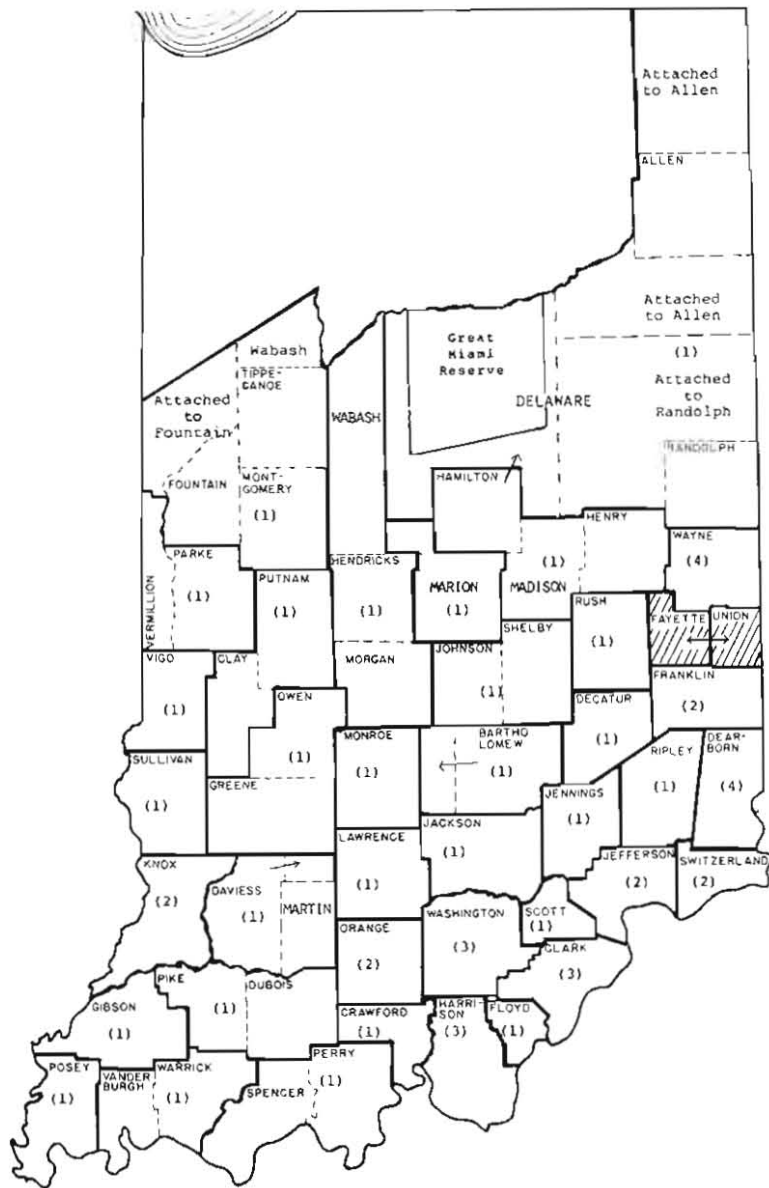 Attached
to Allen
ALLEN
Attached
to Allen
(1)
Attached
to
Randolph
RANDOLPH
Great
Miami
Reserve
DELAWARE
Wabash
TIPPE-
CANOE
Attached
to
Fountain
WABASH
FOUNTAIN
MONT-
GOMERY
(1)
HAMILTON
HENRY
(1)
MADISON
WAYNE
(4)
VERMILLION
PARKE
(1)
PUTNAM
(1)
HENDRICKS
(1)
MARION
(1)
SHELBY
RUSH
(1)
FAYETTE
UNION
VIGO
(1)
CLAY
MORGAN
JOHNSON
(1)
FRANKLIN
(2)
OWEN
(1)
DECATUR
(1)
MONROE
(1)
BARTHO
LOMEW
(1)
RIPLEY
(1)
DEAR-
BORN
(4)
SULLIVAN
(1)
GREENE
JENNINGS
(1)
LAWRENCE
(1)
JACKSON
(1)
JEFFERSON
(2)
SWITZERLAND
(2)
KNOX
(2)
DAVIESS
(1)
MARTIN
ORANGE
(2)
WASHINGTON
(3)
SCOTT
(1)
CLARK
(3)
GIBSON
(1)
PIKE
(1)
DUBOIS
CRAWFORD
(1)
HARRI-
SON
(3)
FLOYD
(1)
POSEY
(1)
VANDER
BURGH
WARRICK
(1)
SPENCER
PERRY
(1)